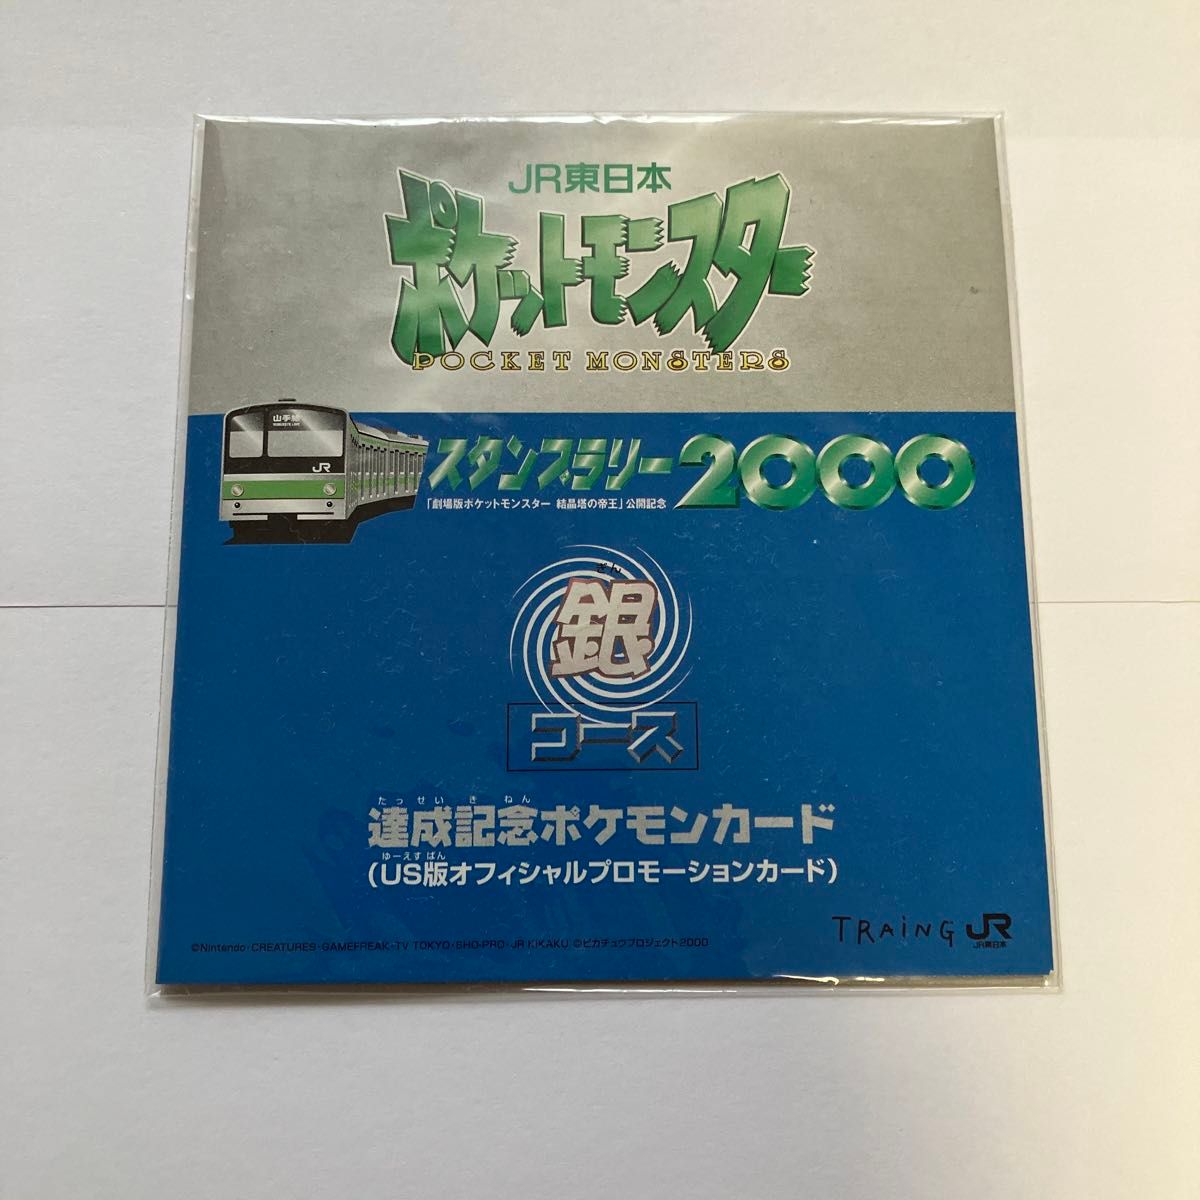 JR東日本
ポケットモンスター
POCKET MONSTERS
山手線
JR
スタンプラリー2000
「劇場版ポケットモンスター 結晶塔の帝王」公開記念
ぎん
銀
コース
たっせい きねん
達成記念ポケモンカード
ゆーえすばん
(US版オフィシャルプロモーションカード)
TRAiNG JR
JR東日本
©Nintendo・CREATURES・GAMEFREAK・TV TOKYO・SHO-PRO・JR KIKAKU ©ピカチュウプロジェクト2000